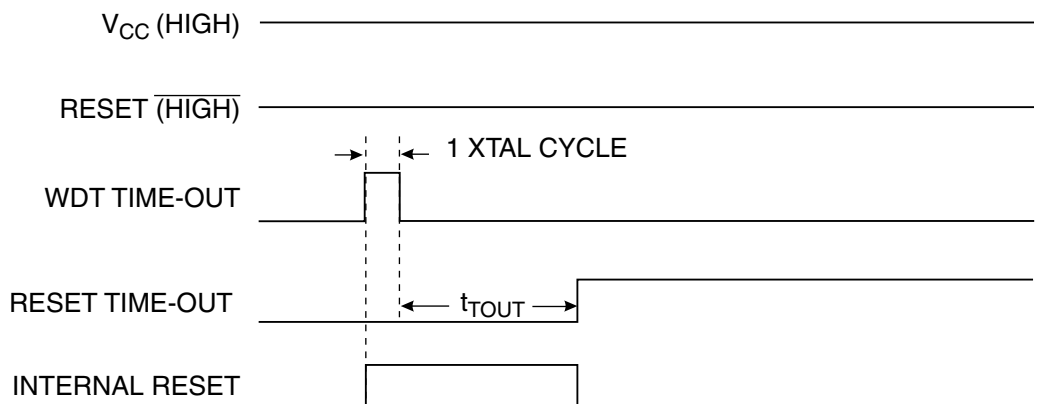 VCC (HIGH)
RESET (HIGH)
1 XTAL CYCLE
WDT TIME-OUT
RESET TIME-OUT
tTOUT
INTERNAL RESET